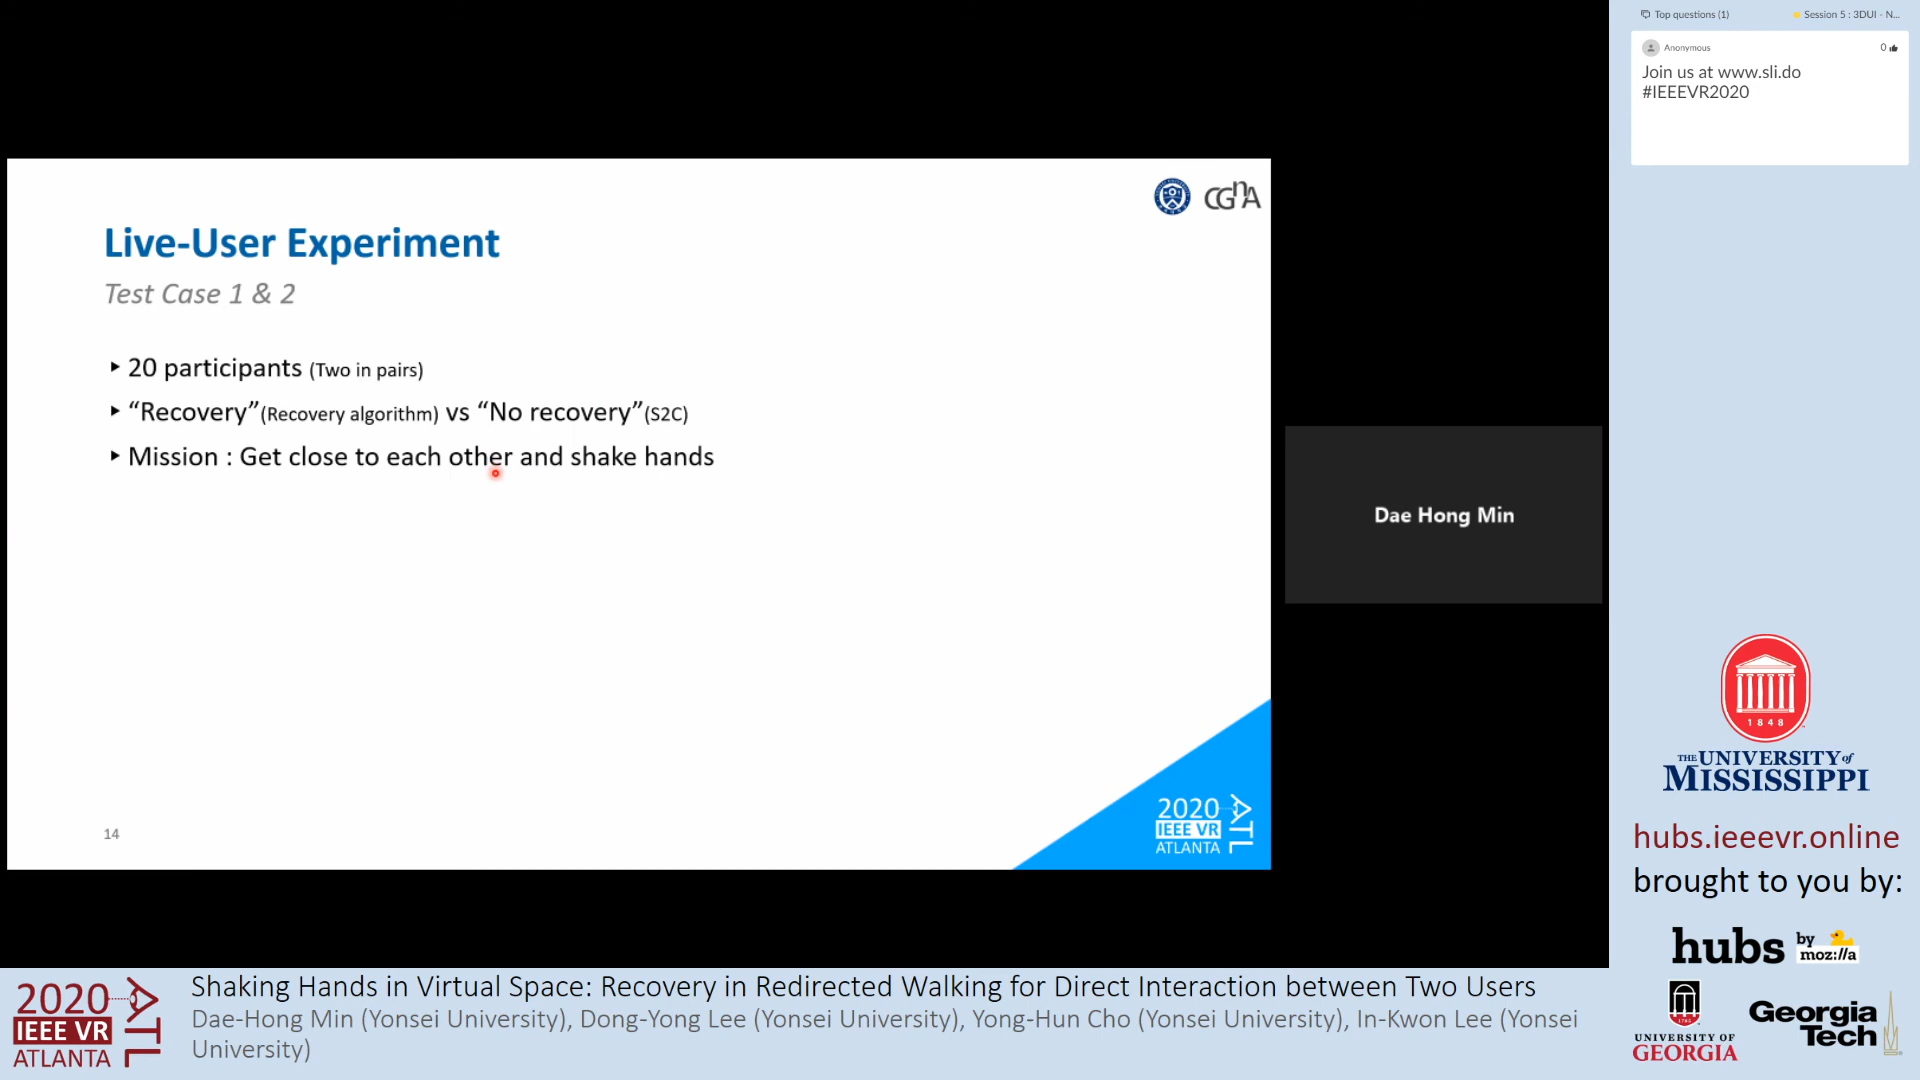 Top questions (1)
Session 5 : 3DUI - N...
Anonymous
0
Join us at www.sli.do
#IEEEVR2020
CGnA
Live-User Experiment
Test Case 1 & 2
‣ 20 participants (Two in pairs)
‣ “Recovery”(Recovery algorithm) vs “No recovery”(S2C)
‣ Mission : Get close to each other and shake hands
14
2020
IEEE VR
ATLANTA
ATL
Dae Hong Min
1848
THE UNIVERSITY of
MISSISSIPPI
hubs.ieeevr.online
brought to you by:
hubs by
moz://a
1785
UNIVERSITY OF
GEORGIA
Georgia
Tech
2020
IEEE VR
ATLANTA
ATL
Shaking Hands in Virtual Space: Recovery in Redirected Walking for Direct Interaction between Two Users
Dae-Hong Min (Yonsei University), Dong-Yong Lee (Yonsei University), Yong-Hun Cho (Yonsei University), In-Kwon Lee (Yonsei
University)